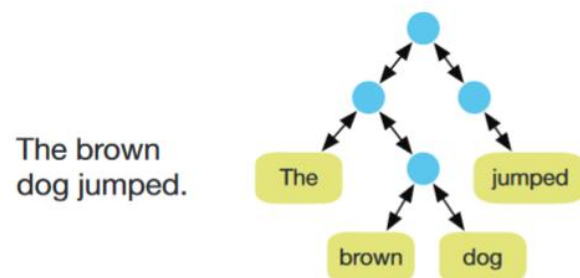 The brown
dog jumped.
The
jumped
brown
dog